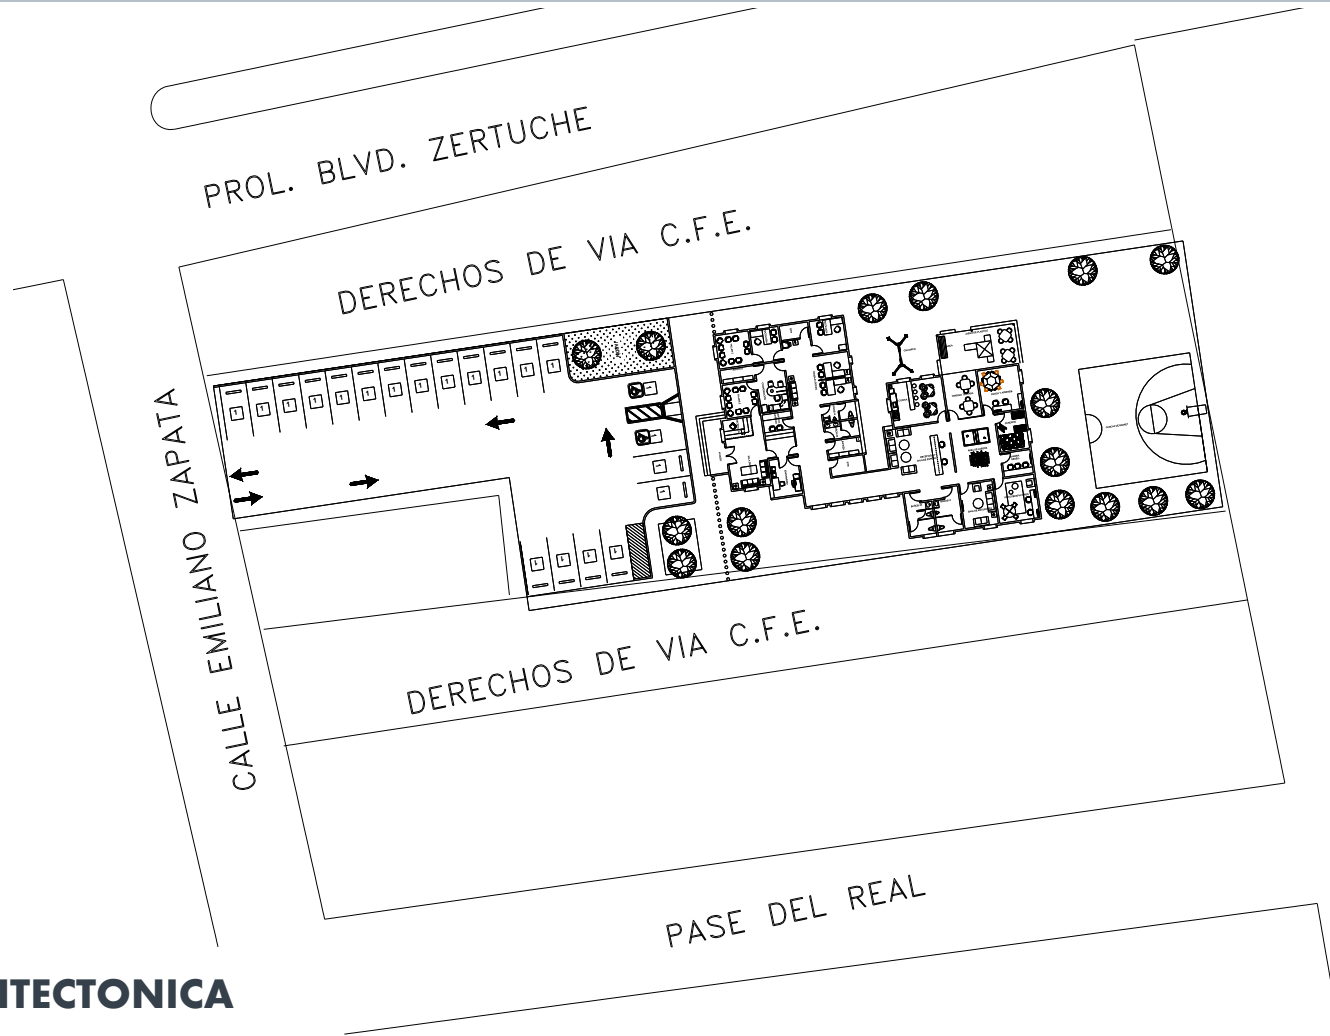 PROL. BLVD. ZERTUCHE
DERECHOS DE VIA C.F.E.
CALLE EMILIANO ZAPATA
DERECHOS DE VIA C.F.E.
PASE DEL REAL
ITECTONICA